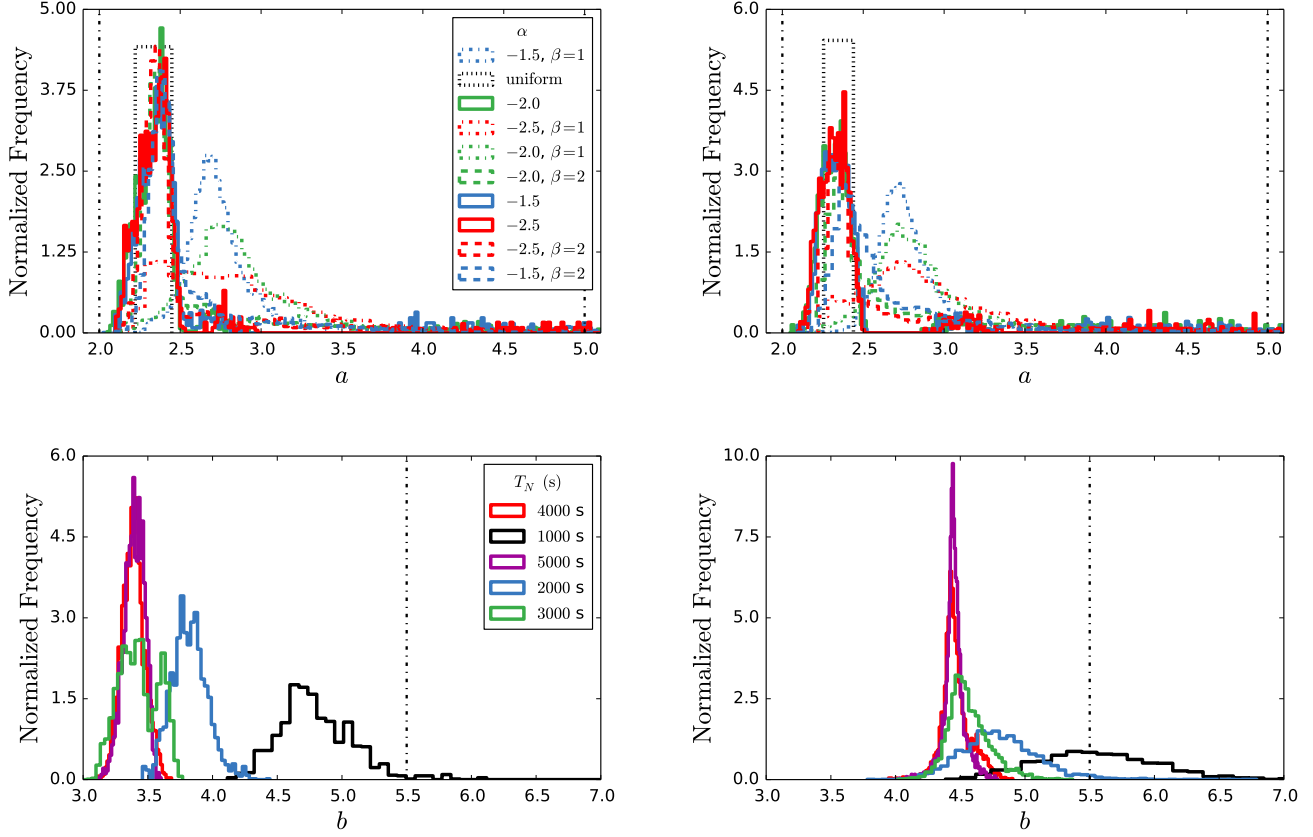 Normalized Frequency
5.00
3.75
2.50
1.25
0.00
2.0 2.5 3.0 3.5 4.0 4.5 5.0
a
α
−1.5, β=1
uniform
−2.0
−2.5, β=1
−2.0, β=1
−2.0, β=2
−1.5
−2.5
−2.5, β=2
−1.5, β=2
Normalized Frequency
6.0
4.5
3.0
1.5
0.0
2.0 2.5 3.0 3.5 4.0 4.5 5.0
a
Normalized Frequency
6.0
4.5
3.0
1.5
0.0
3.0 3.5 4.0 4.5 5.0 5.5 6.0 6.5 7.0
b
T_N (s)
4000 s
1000 s
5000 s
2000 s
3000 s
Normalized Frequency
10.0
7.5
5.0
2.5
0.0
3.0 3.5 4.0 4.5 5.0 5.5 6.0 6.5 7.0
b